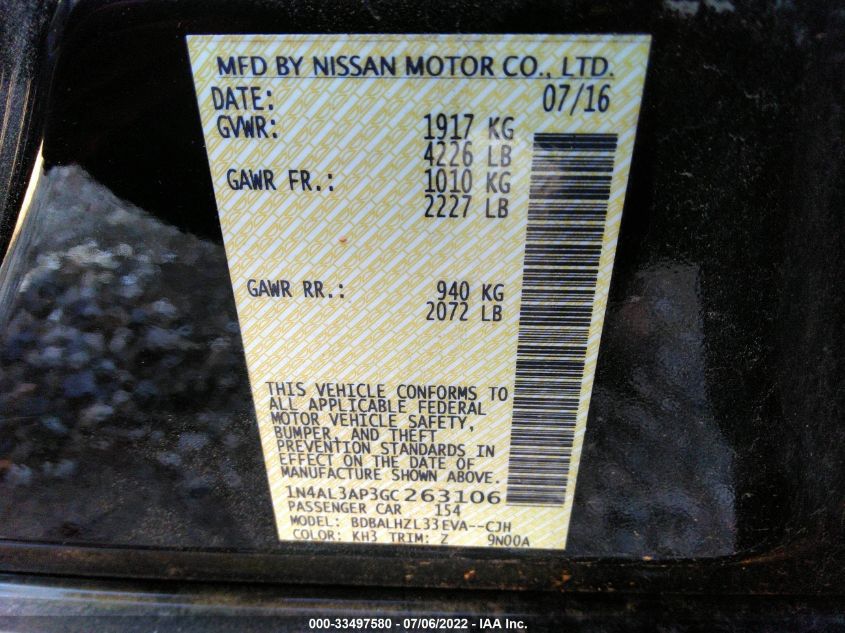 MFD BY NISSAN MOTOR CO., LTD.
DATE: 07/16
GVWR: 1917 KG
4226 LB
GAWR FR.: 1010 KG
2227 LB
GAWR RR.: 940 KG
2072 LB
THIS VEHICLE CONFORMS TO
ALL APPLICABLE FEDERAL
MOTOR VEHICLE SAFETY,
BUMPER, AND THEFT
PREVENTION STANDARDS IN
EFFECT ON THE DATE OF
MANUFACTURE SHOWN ABOVE.
1N4AL3AP3GC263106
PASSENGER CAR 154
MODEL: BDBALHZL33EVA--CJH
COLOR: KH3 TRIM: Z 9N00A
000-33497580 - 07/06/2022 - IAA Inc.